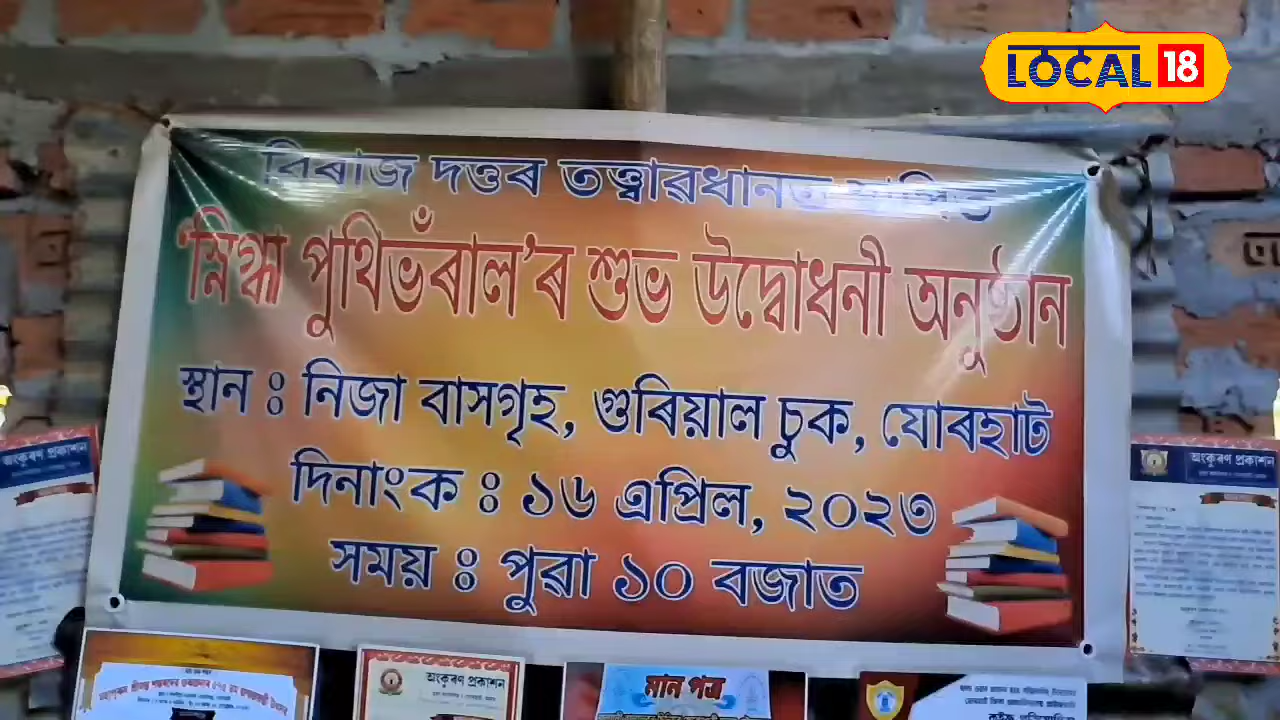 LOCAL 18
বিৰাজ দত্তৰ তত্ত্বাৱধানত স্থাপিত
'স্নিগ্ধা পুথিভঁৰাল'ৰ শুভ উদ্বোধনী অনুষ্ঠান
স্থান ঃ নিজা বাসগৃহ, গুৰিয়াল চুক, যোৰহাট
দিনাংক ঃ ১৬ এপ্ৰিল, ২০২৩
সময় ঃ পুৱা ১০ বজাত
অংকুৰণ প্ৰকাশন
অংকুৰণ প্ৰকাশন
অংকুৰণ প্ৰকাশন
মান পত্ৰ